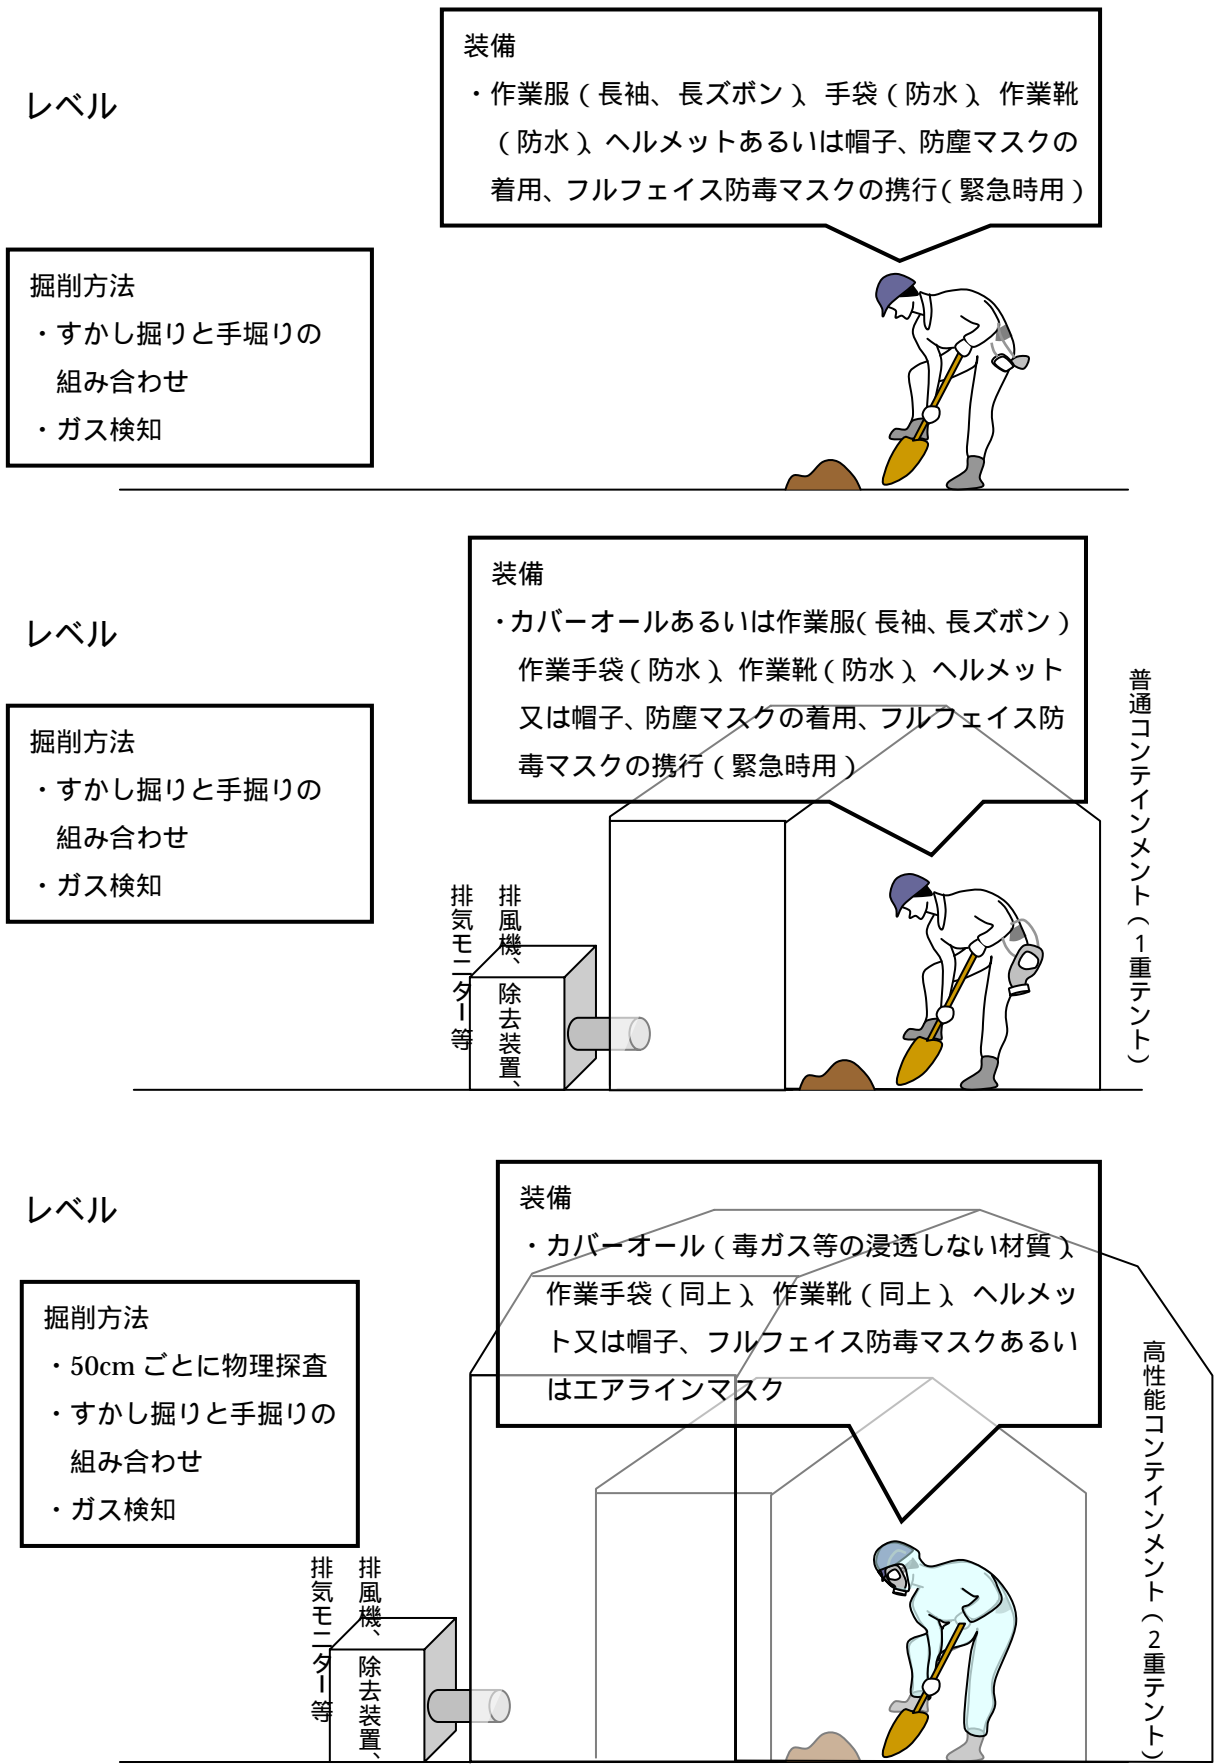 レベル
装備
・作業服（長袖、長ズボン）、手袋（防水）、作業靴
（防水）、ヘルメットあるいは帽子、防塵マスクの
着用、フルフェイス防毒マスクの携行（緊急時用）
掘削方法
・すかし掘りと手堀りの
組み合わせ
・ガス検知
レベル
装備
・カバーオールあるいは作業服（長袖、長ズボン）
作業手袋（防水）、作業靴（防水）、ヘルメット
又は帽子、防塵マスクの着用、フルフェイス防
毒マスクの携行（緊急時用）
掘削方法
・すかし掘りと手掘りの
組み合わせ
・ガス検知
普通コンテインメント（1重テント）
排風機、除去装置、
排気モニター等
レベル
装備
・カバーオール（毒ガス等の浸透しない材質）、
作業手袋（同上）、作業靴（同上）、ヘルメッ
ト又は帽子、フルフェイス防毒マスクあるい
はエアラインマスク
掘削方法
・50cm ごとに物理探査
・すかし掘りと手掘りの
組み合わせ
・ガス検知
高性能コンテインメント（2重テント）
排風機、除去装置、
排気モニター等